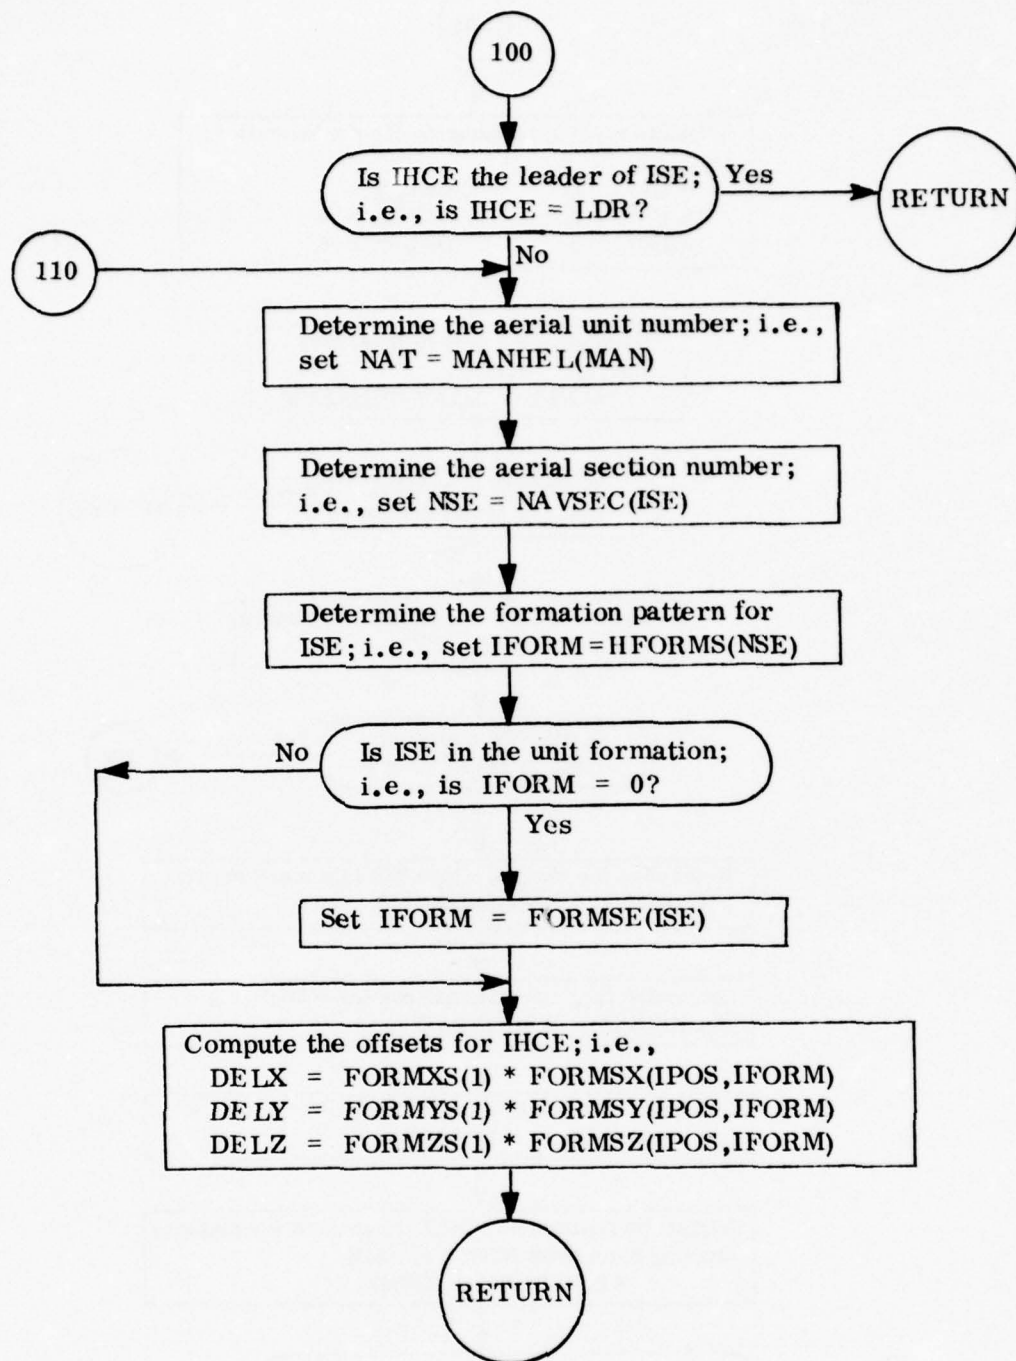 100
Is IHCE the leader of ISE;
i.e., is IHCE = LDR?
Yes
RETURN
No
110
Determine the aerial unit number; i.e.,
set NAT = MANHEL(MAN)
Determine the aerial section number;
i.e., set NSE = NAVSEC(ISE)
Determine the formation pattern for
ISE; i.e., set IFORM = HFORMS(NSE)
No
Is ISE in the unit formation;
i.e., is IFORM = 0?
Yes
Set IFORM = FORMSE(ISE)
Compute the offsets for IHCE; i.e.,
DELX = FORMXS(1) * FORMSX(IPOS,IFORM)
DELY = FORMYS(1) * FORMSY(IPOS,IFORM)
DELZ = FORMZS(1) * FORMSZ(IPOS,IFORM)
RETURN